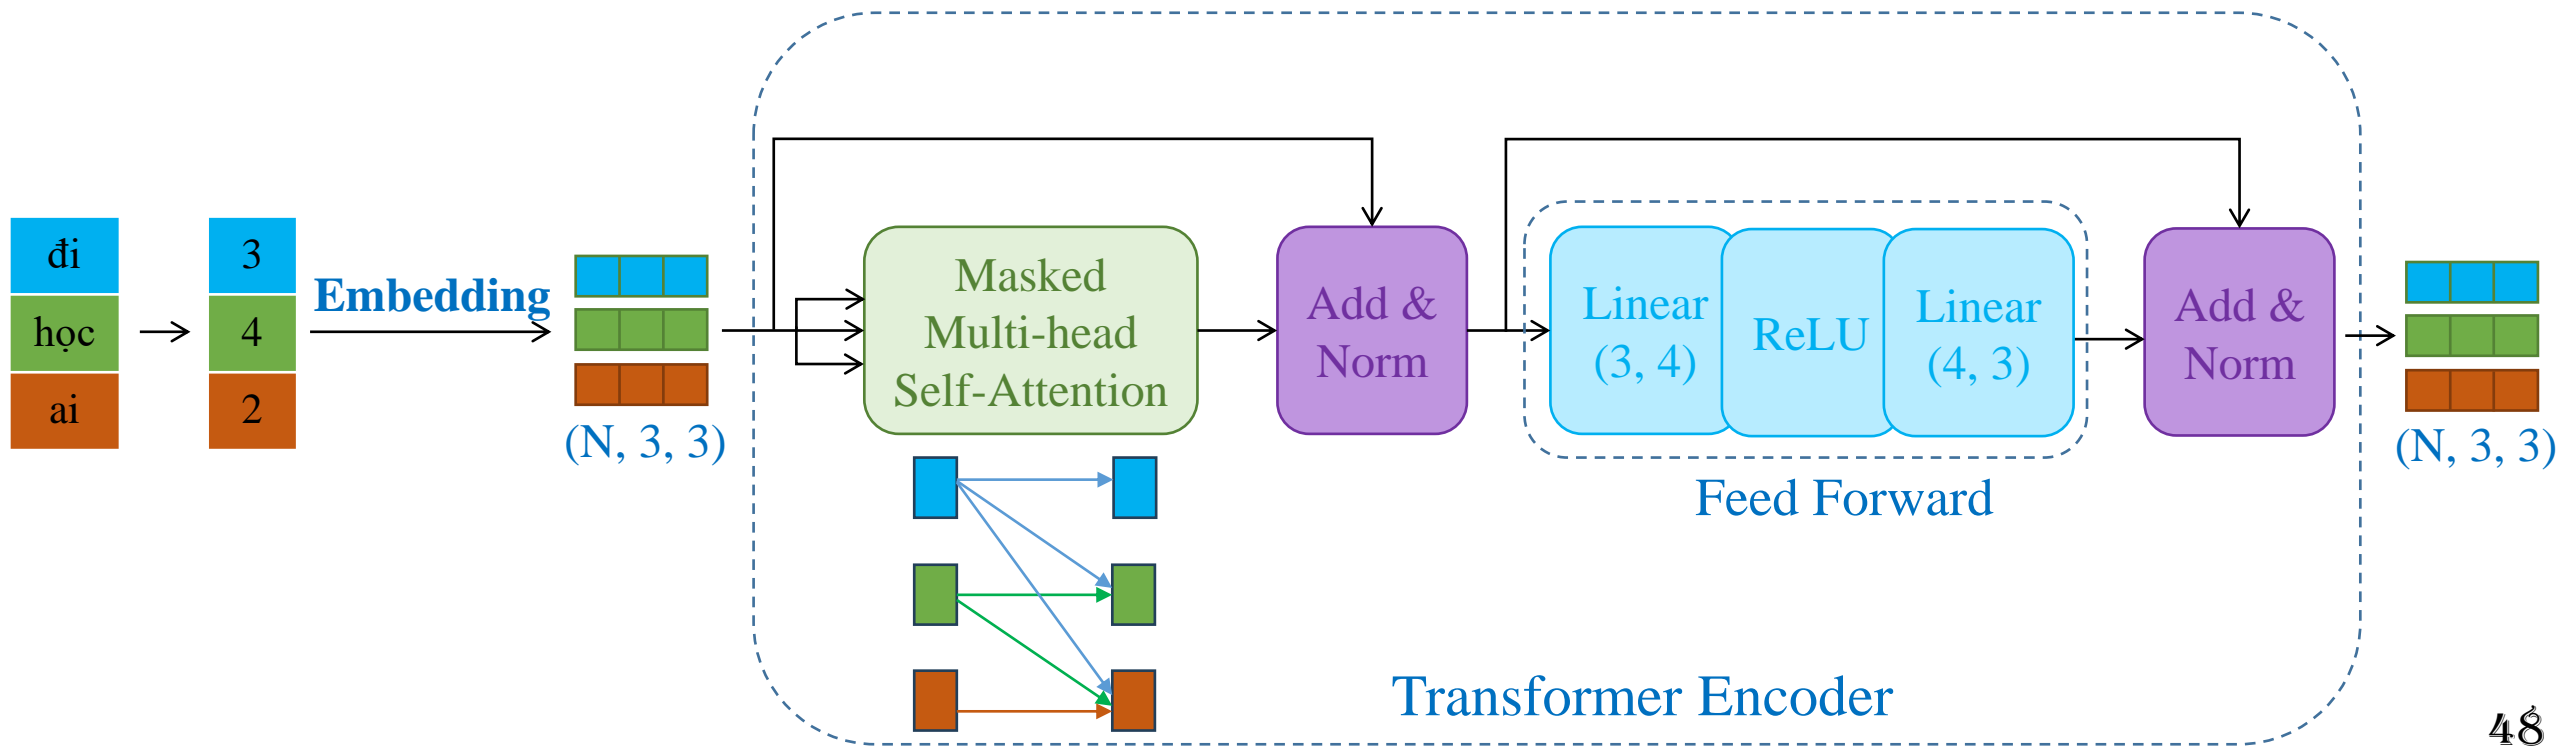 đi
học
ai
3
4
2
Embedding
(N, 3, 3)
Masked
Multi-head
Self-Attention
Add &
Norm
Linear
(3, 4)
ReLU
Linear
(4, 3)
Feed Forward
Add &
Norm
(N, 3, 3)
Transformer Encoder
48